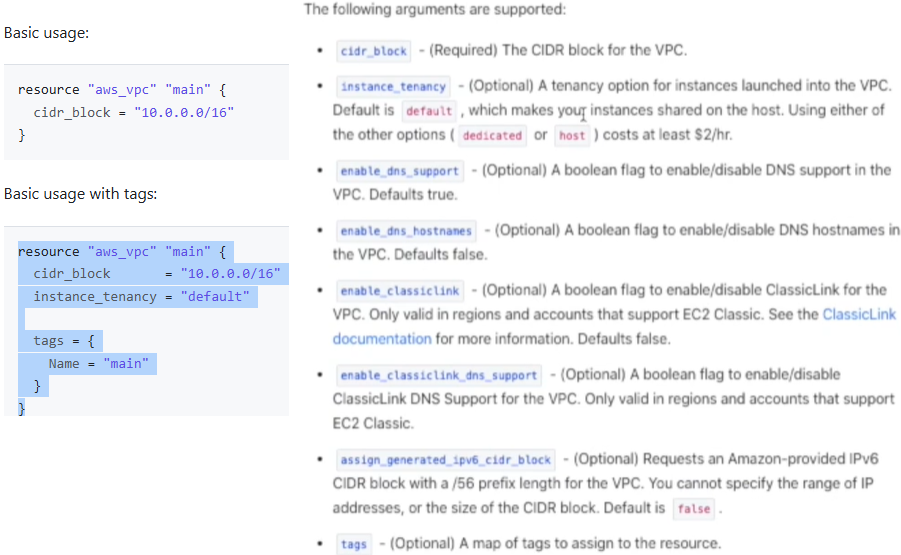 Basic usage:
resource "aws_vpc" "main" {
  cidr_block = "10.0.0.0/16"
}
Basic usage with tags:
resource "aws_vpc" "main" {
  cidr_block       = "10.0.0.0/16"
  instance_tenancy = "default"

  tags = {
    Name = "main"
  }
}
The following arguments are supported:
• cidr_block - (Required) The CIDR block for the VPC.
• instance_tenancy - (Optional) A tenancy option for instances launched into the VPC.
Default is default , which makes your instances shared on the host. Using either of
the other options ( dedicated or host ) costs at least $2/hr.
• enable_dns_support - (Optional) A boolean flag to enable/disable DNS support in the
VPC. Defaults true.
• enable_dns_hostnames - (Optional) A boolean flag to enable/disable DNS hostnames in
the VPC. Defaults false.
• enable_classiclink - (Optional) A boolean flag to enable/disable ClassicLink for the
VPC. Only valid in regions and accounts that support EC2 Classic. See the ClassicLink
documentation for more information. Defaults false.
• enable_classiclink_dns_support - (Optional) A boolean flag to enable/disable
ClassicLink DNS Support for the VPC. Only valid in regions and accounts that support
EC2 Classic.
• assign_generated_ipv6_cidr_block - (Optional) Requests an Amazon-provided IPv6
CIDR block with a /56 prefix length for the VPC. You cannot specify the range of IP
addresses, or the size of the CIDR block. Default is false .
• tags - (Optional) A map of tags to assign to the resource.